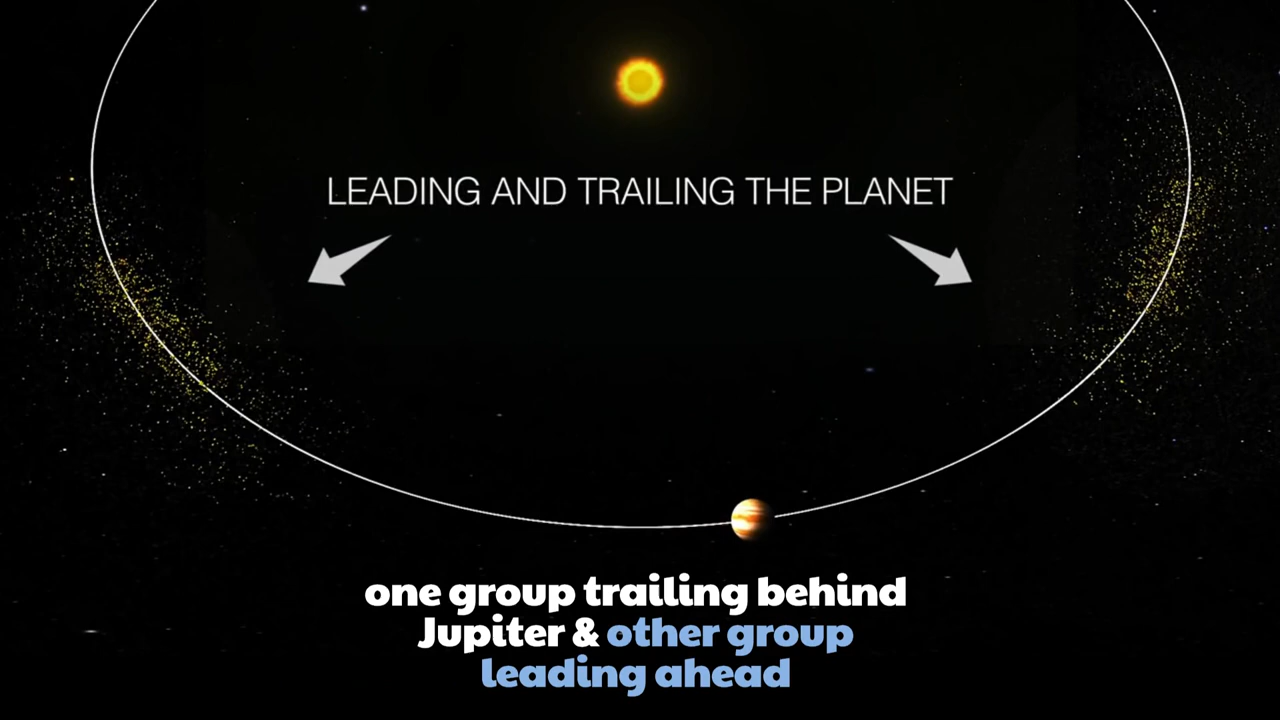 LEADING AND TRAILING THE PLANET
one group trailing behind
Jupiter & other group
leading ahead